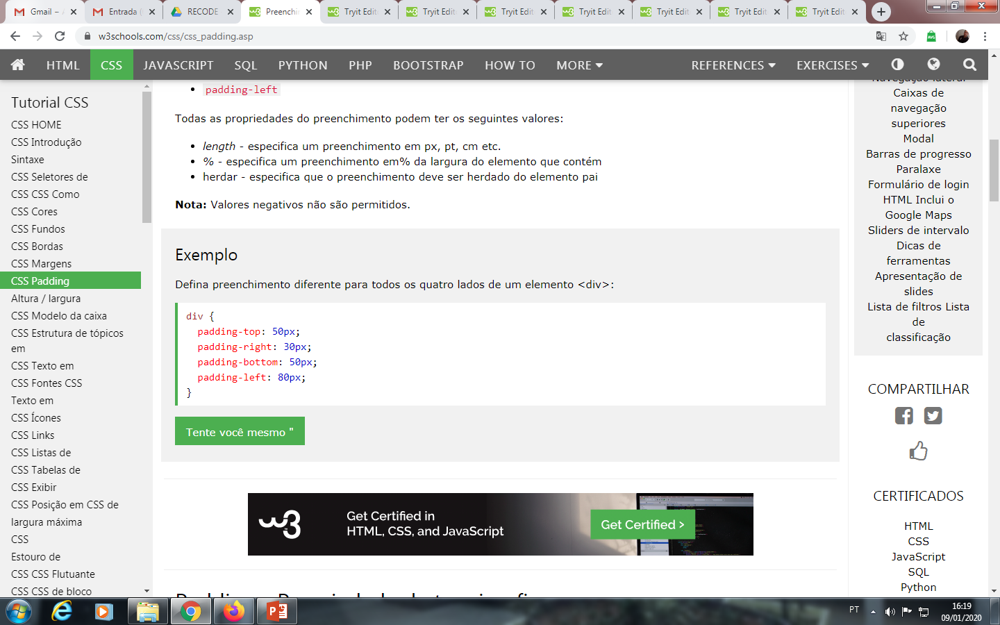 Gmail –
Entrada
RECODE
Preenchi
Tryit Edit
Tryit Edit
Tryit Edit
Tryit Edit
Tryit Edit
Tryit Edit
Tryit Edit
w3schools.com/css/css_padding.asp
HTML
CSS
JAVASCRIPT
SQL
PYTHON
PHP
BOOTSTRAP
HOW TO
MORE
REFERENCES
EXERCISES
Tutorial CSS
CSS HOME
CSS Introdução
Sintaxe
CSS Seletores de
CSS CSS Como
CSS Cores
CSS Fundos
CSS Bordas
CSS Margens
CSS Padding
Altura / largura
CSS Modelo da caixa
CSS Estrutura de tópicos
em
CSS Texto em
CSS Fontes CSS
Texto em
CSS Ícones
CSS Links
CSS Listas de
CSS Tabelas de
CSS Exibir
CSS Posição em CSS de
largura máxima
CSS
Estouro de
CSS CSS Flutuante
CSS CSS de bloco
padding-left
Todas as propriedades do preenchimento podem ter os seguintes valores:
length - especifica um preenchimento em px, pt, cm etc.
% - especifica um preenchimento em% da largura do elemento que contém
herdar - especifica que o preenchimento deve ser herdado do elemento pai
Nota: Valores negativos não são permitidos.
Exemplo
Defina preenchimento diferente para todos os quatro lados de um elemento <div>:
div {
padding-top: 50px;
padding-right: 30px;
padding-bottom: 50px;
padding-left: 80px;
}
Tente você mesmo "
w3
Get Certified in
HTML, CSS, and JavaScript
Get Certified >
Navegação lateral
Caixas de
navegação
superiores
Modal
Barras de progresso
Paralaxe
Formulário de login
HTML Inclui o
Google Maps
Sliders de intervalo
Dicas de
ferramentas
Apresentação de
slides
Lista de filtros Lista
de
classificação
COMPARTILHAR
CERTIFICADOS
HTML
CSS
JavaScript
SQL
Python
PT
16:19
09/01/2020